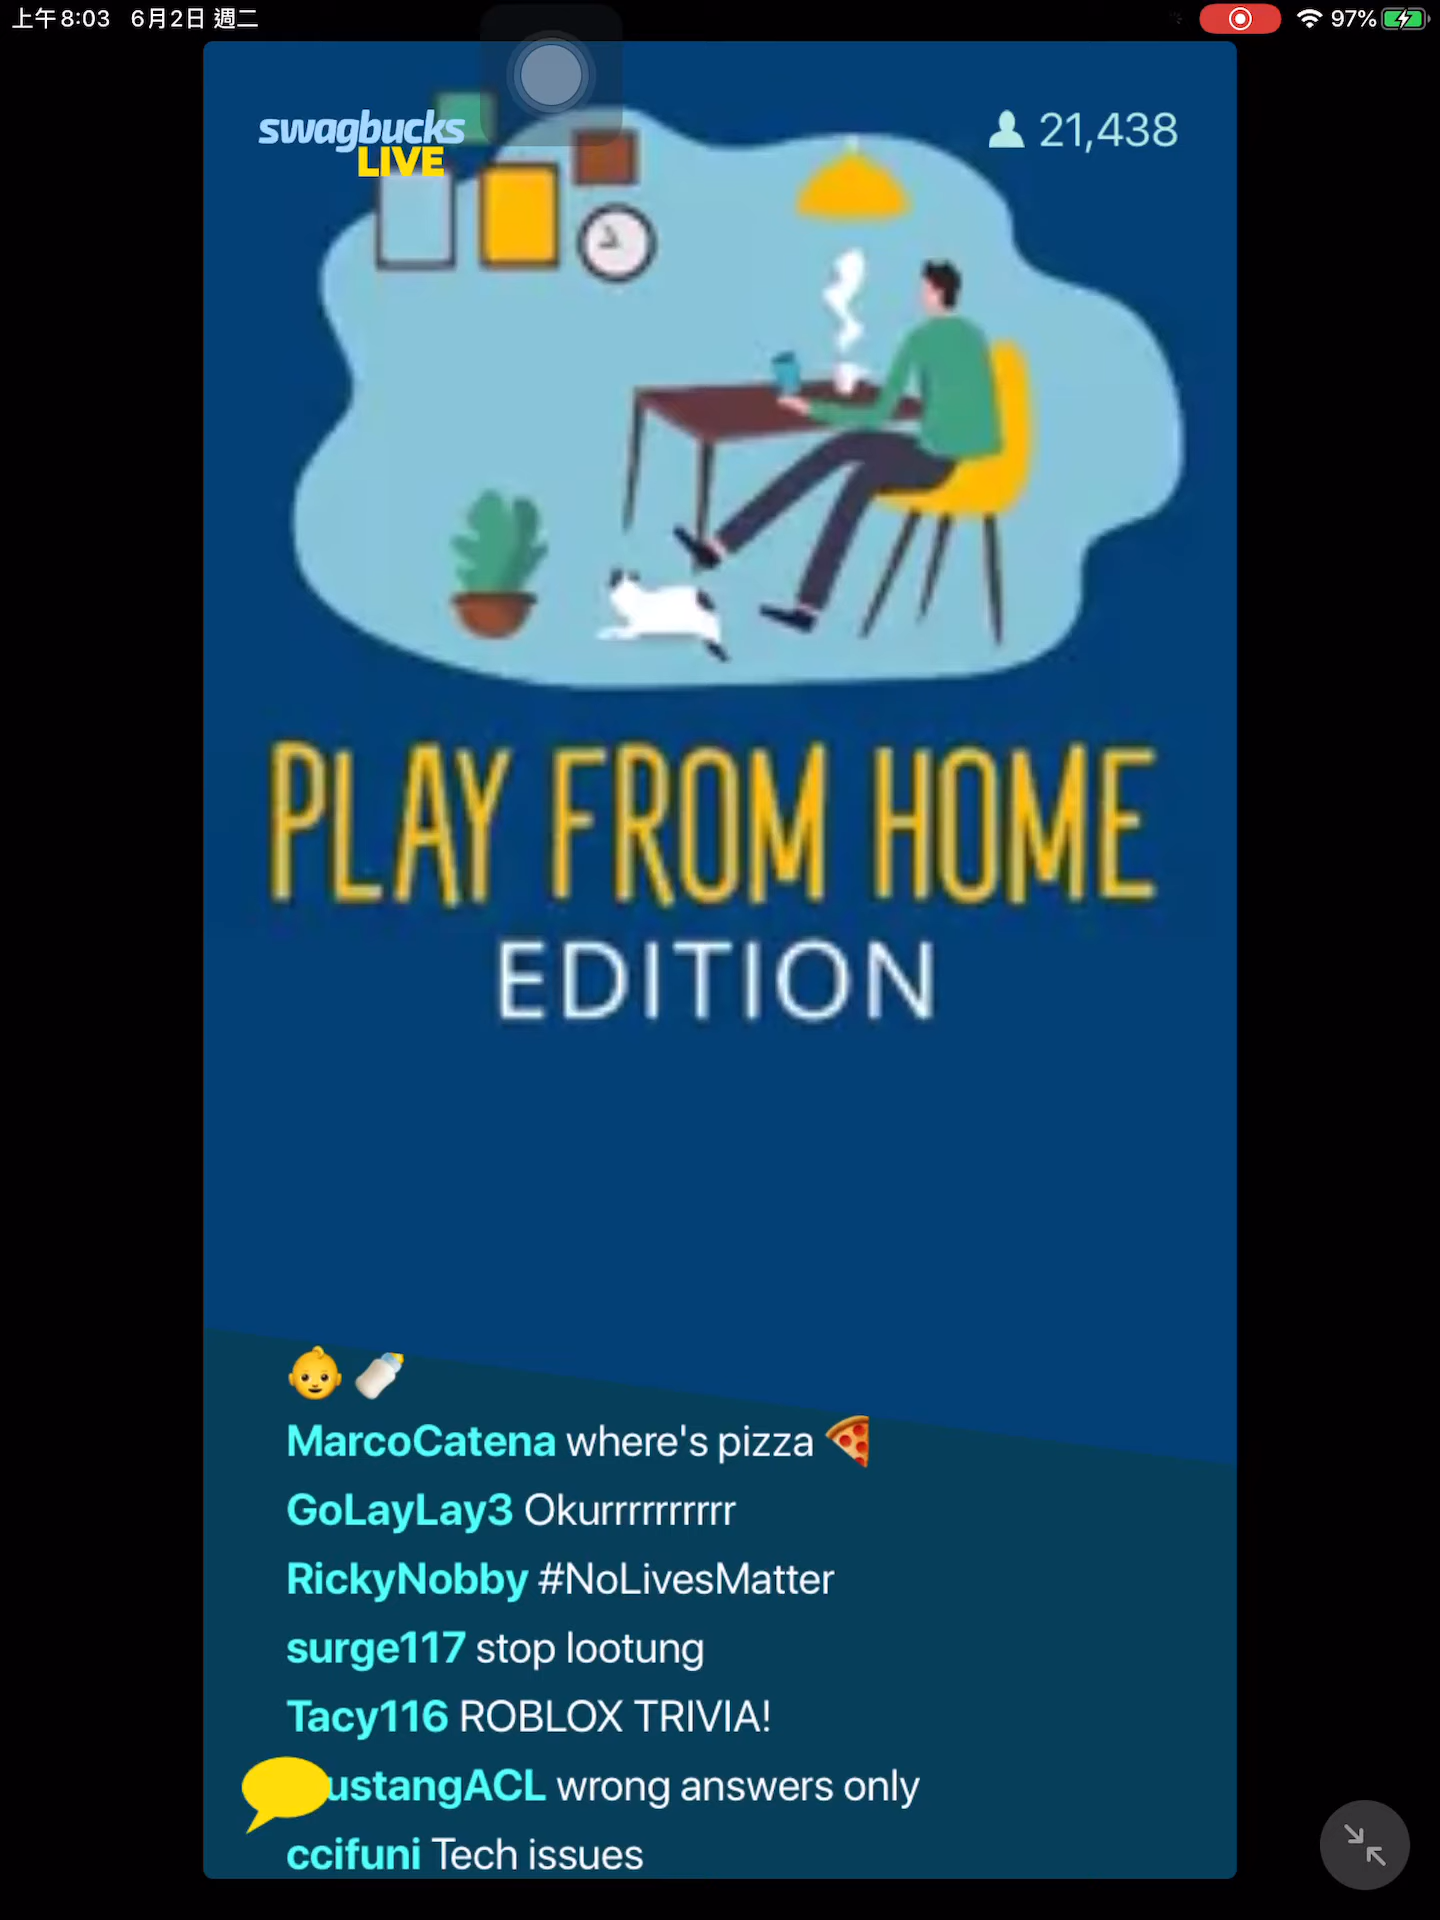 上午8:03 6月2日 週二
97%
swagbucks
LIVE
21,438
PLAY FROM HOME
EDITION
👶🍼
MarcoCatena where's pizza 🍕
GoLayLay3 Okurrrrrrrrrr
RickyNobby #NoLivesMatter
surge117 stop lootung
Tacy116 ROBLOX TRIVIA!
ustangACL wrong answers only
ccifuni Tech issues